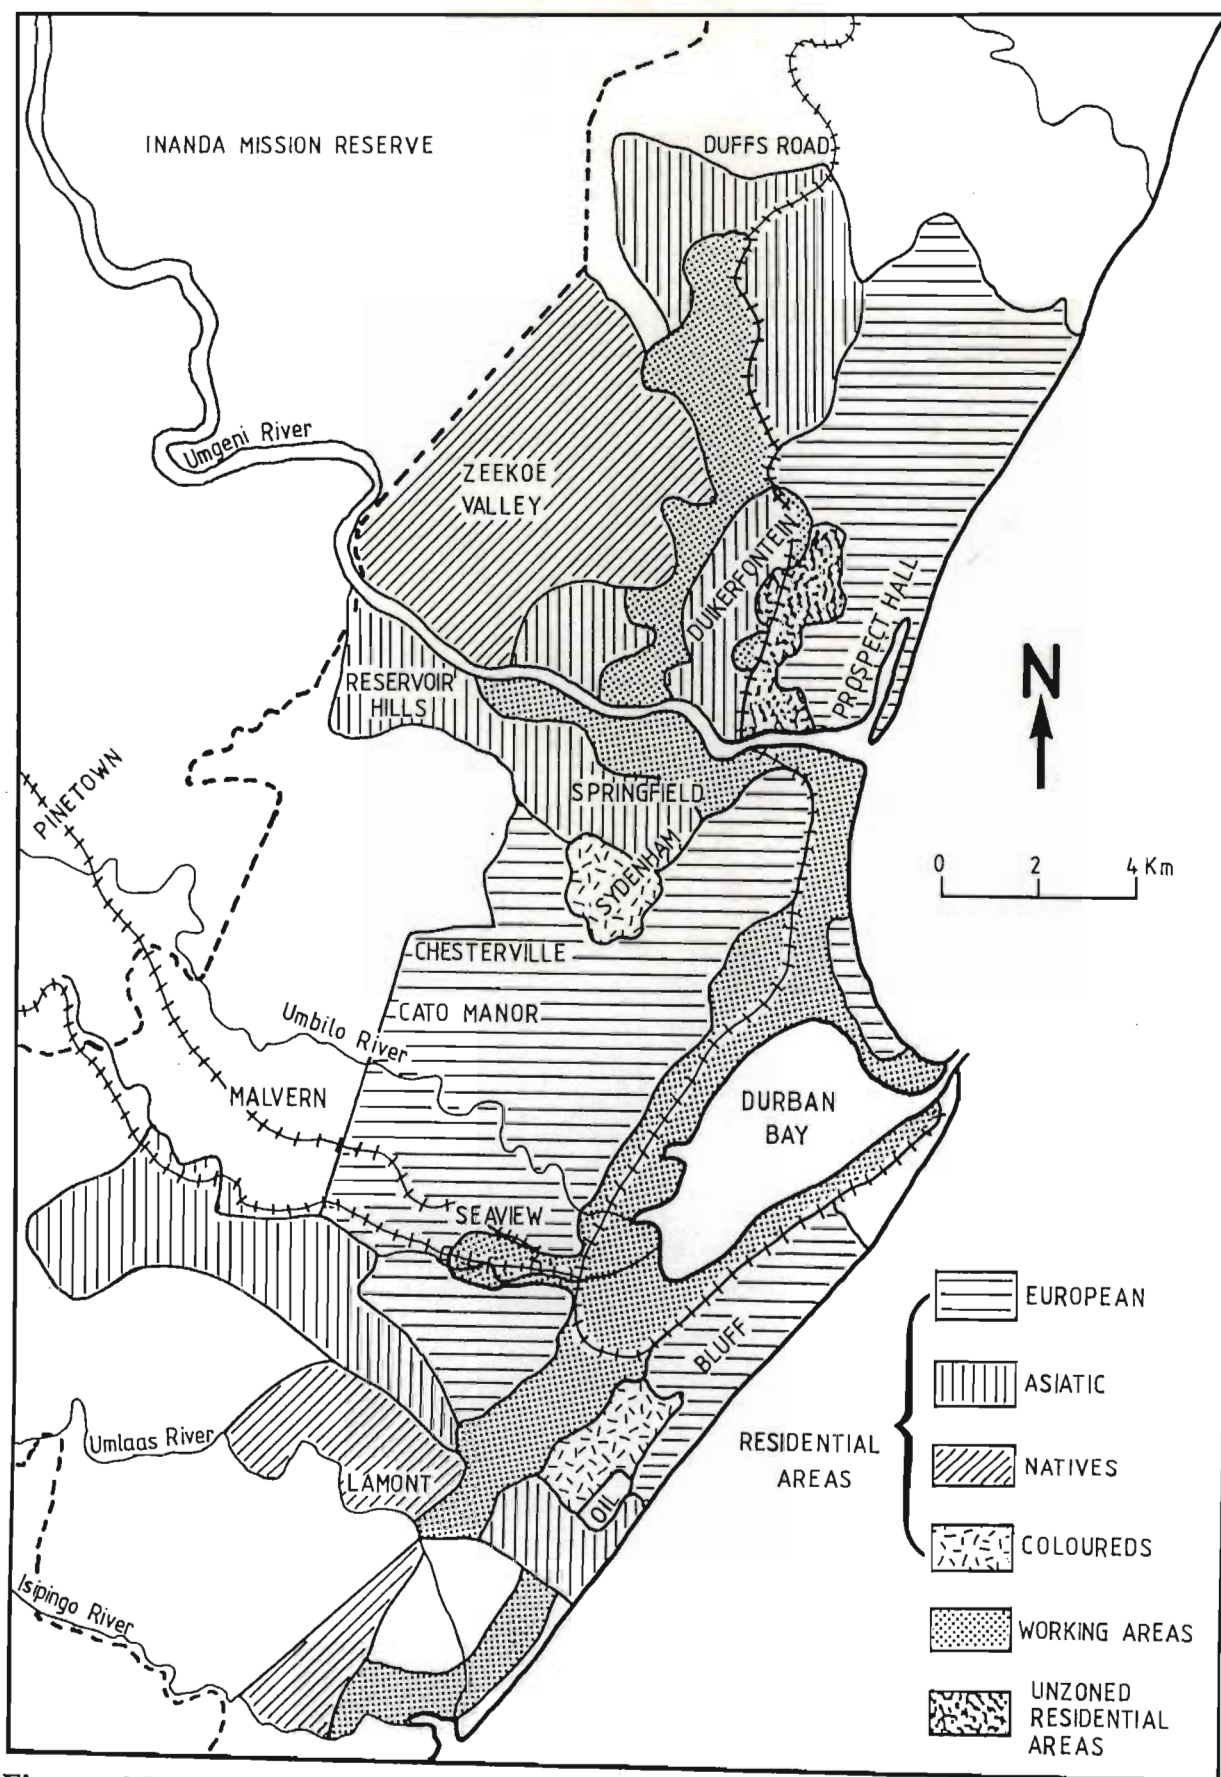 INANDA MISSION RESERVE
DUFFS ROAD
Umgeni River
ZEEKOE
VALLEY
DUIKERFONTEIN
PROSPECT HALL
N
RESERVOIR
HILLS
PINETOWN
SPRINGFIELD
SYDENHAM
0 2 4 Km
CHESTERVILLE
CATO MANOR
Umbilo River
MALVERN
DURBAN
BAY
SEAVIEW
BLUFF
Umlaas River
LAMONT
OIL
Isipingo River
RESIDENTIAL
AREAS
EUROPEAN
ASIATIC
NATIVES
COLOUREDS
WORKING AREAS
UNZONED
RESIDENTIAL
AREAS